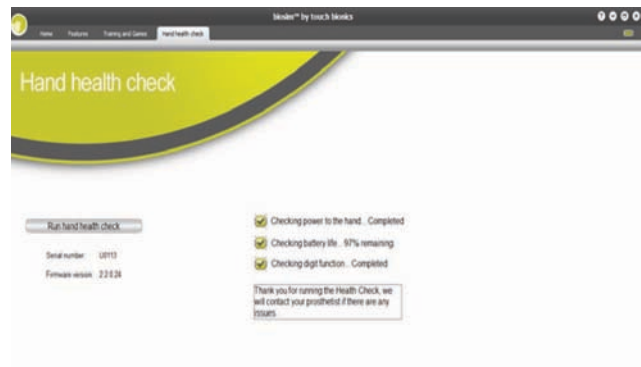 biosim™ by touch bionics
Home Features Training and Games Hand health check
Hand health check
Run hand health check
Serial number: U0113
Firmware version: 2.2.0.24
Checking power to the hand... Completed
Checking battery life... 97% remaining.
Checking digit function... Completed
Thank you for running the Health Check, we
will contact your prosthetist if there are any
issues.